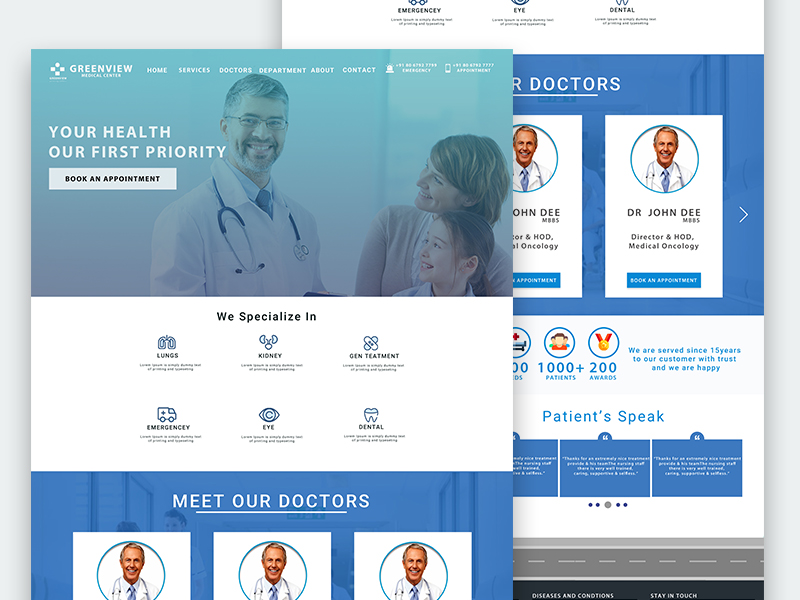 GREENVIEW
MEDICAL CENTER
HOME SERVICES DOCTORS DEPARTMENT ABOUT CONTACT
+91 80 6793 7799
EMERGENCY
+91 80 6793 7777
APPOINTMENT
YOUR HEALTH
OUR FIRST PRIORITY
BOOK AN APPOINTMENT
We Specialize In
LUNGS
Lorem Ipsum is simply dummy text
of printing and typesetting
KIDNEY
Lorem Ipsum is simply dummy text
of printing and typesetting
GEN TEATMENT
Lorem Ipsum is simply dummy text
of printing and typesetting
EMERGENCEY
Lorem Ipsum is simply dummy text
of printing and typesetting
EYE
Lorem Ipsum is simply dummy text
of printing and typesetting
DENTAL
Lorem Ipsum is simply dummy text
of printing and typesetting
MEET OUR DOCTORS
EMERGENCEY
Lorem Ipsum is simply dummy text
of printing and typesetting
EYE
Lorem Ipsum is simply dummy text
of printing and typesetting
DENTAL
Lorem Ipsum is simply dummy text
of printing and typesetting
R DOCTORS
OHN DEE
MBBS
ctor & HOD,
al Oncology
APPOINTMENT
DR JOHN DEE
MBBS
Director & HOD,
Medical Oncology
BOOK AN APPOINTMENT
00
DS
1000+
PATIENTS
200
AWARDS
We are served since 15years
to our customer with trust
and we are happy
Patient's Speak
emely nice treatment
The nursing staff
trained,
ve & selfless."
"Thanks for an extremely nice treatment
provide & his teamThe nursing staff
there is very well trained,
caring, supportive & selfless."
"Thanks for an extremely nice treatment
provide & his teamThe nursing staff
there is very well trained,
caring, supportive & selfless."
DISEASES AND CONDTIONS
STAY IN TOUCH